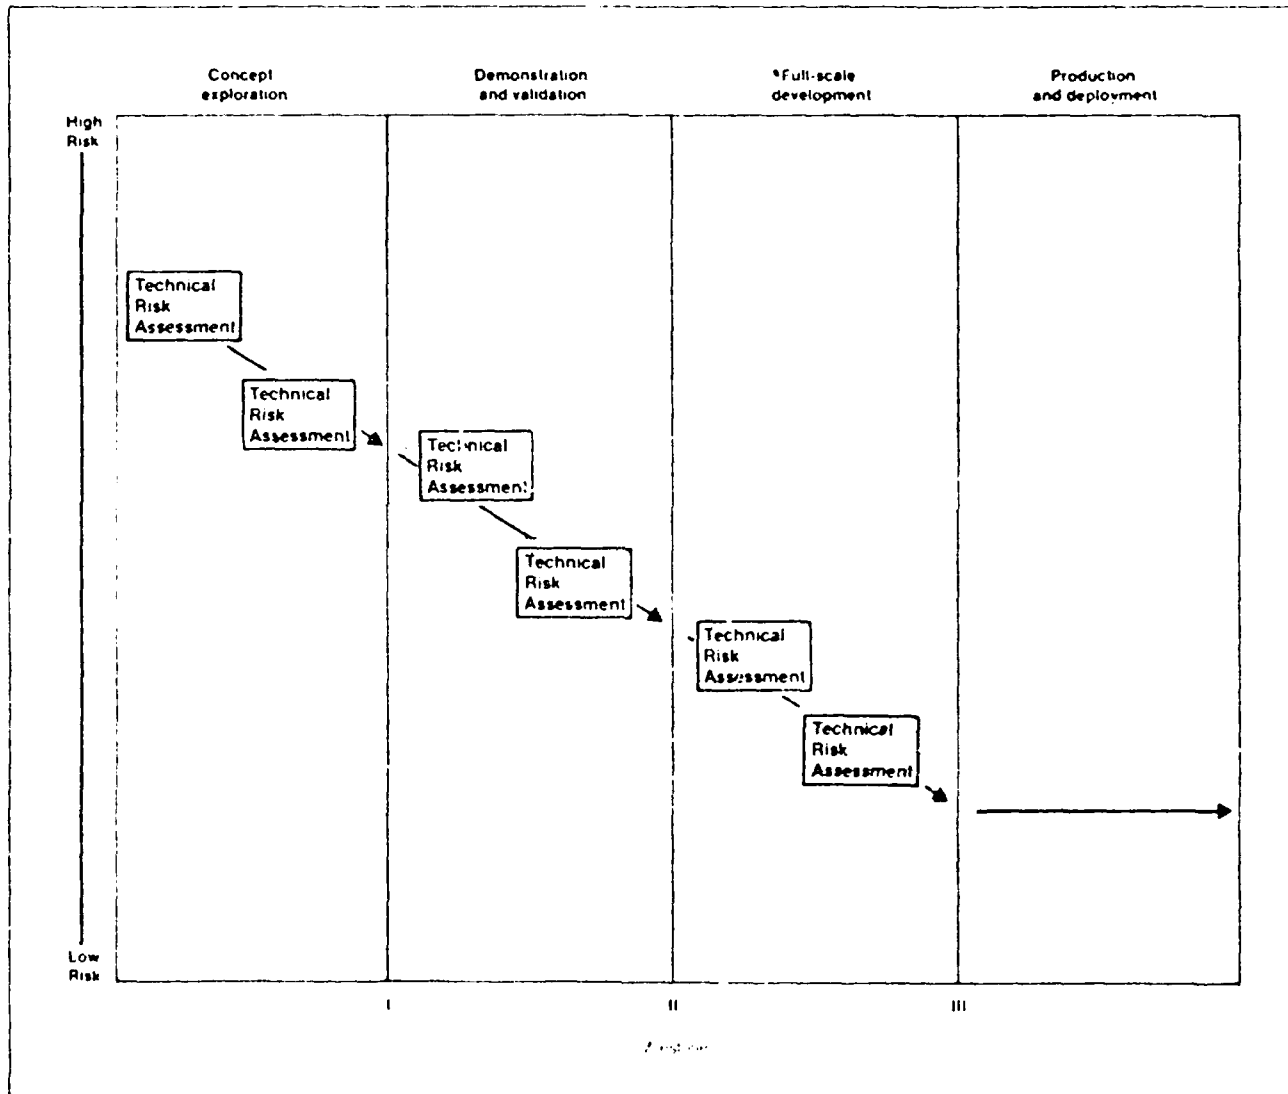 Concept
exploration
Demonstration
and validation
*Full-scale
development
Production
and deployment
High
Risk
Technical
Risk
Assessment
Technical
Risk
Assessment
Technical
Risk
Assessment
Technical
Risk
Assessment
Technical
Risk
Assessment
Technical
Risk
Assessment
Low
Risk
I
II
III